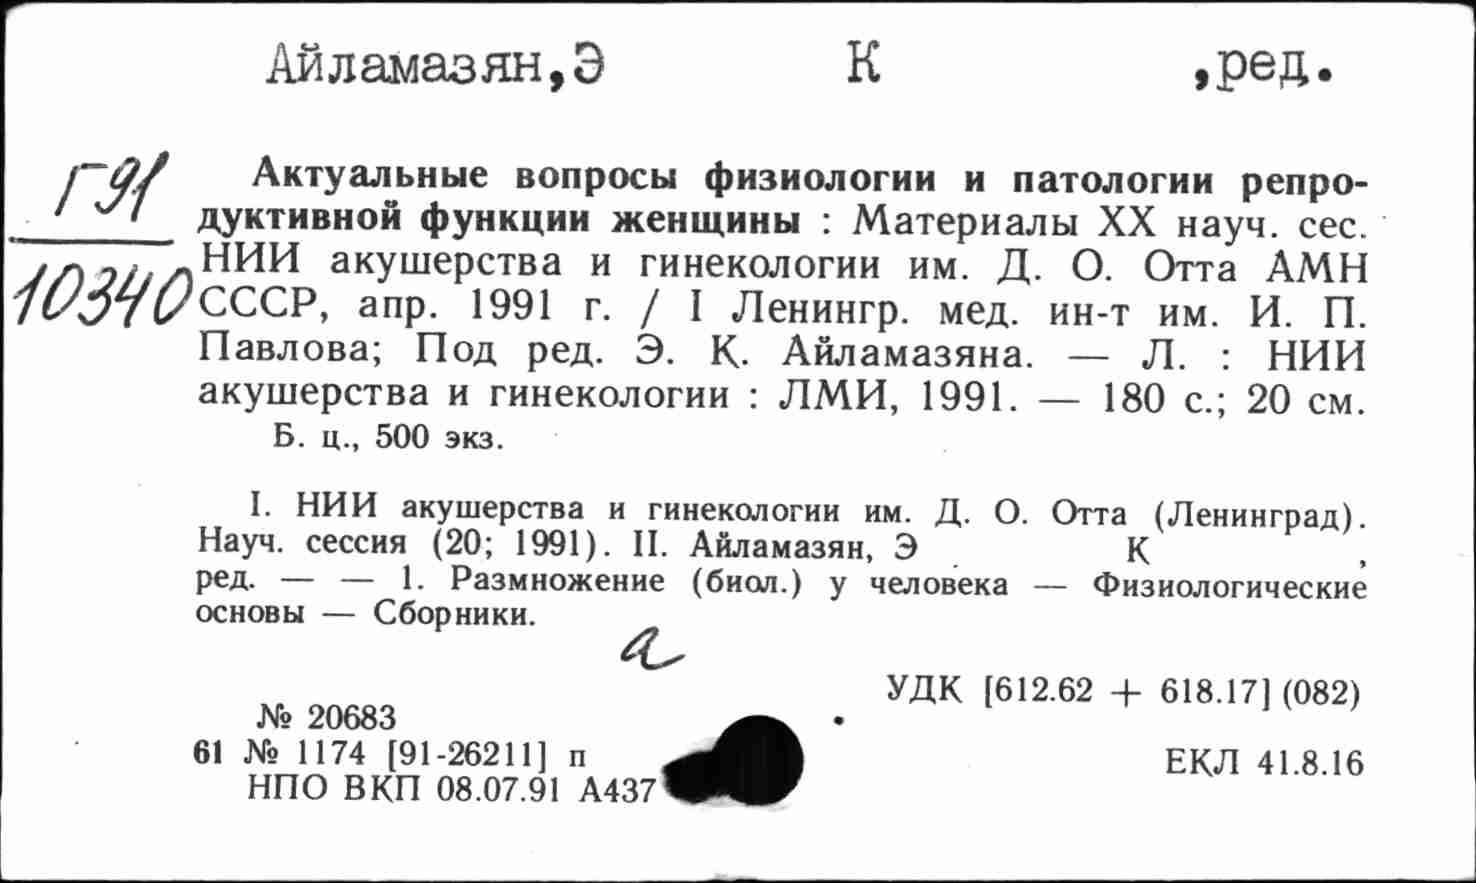 Айламазян,Э К ,ред.
Г91
10340
Актуальные вопросы физиологии и патологии репро-
дуктивной функции женщины : Материалы XX науч. сес.
НИИ акушерства и гинекологии им. Д. О. Отта АМН
СССР, апр. 1991 г. / I Ленингр. мед. ин-т им. И. П.
Павлова; Под ред. Э. К. Айламазяна. — Л. : НИИ
акушерства и гинекологии : ЛМИ, 1991. — 180 с.; 20 см.
Б. ц., 500 экз.
I. НИИ акушерства и гинекологии им. Д. О. Отта (Ленинград).
Науч. сессия (20; 1991). II. Айламазян, Э К ,
ред. — — 1. Размножение (биол.) у человека — Физиологические
основы — Сборники.
а
УДК [612.62 + 618.17] (082)
№ 20683
61 № 1174 [91-26211] п
ЕКЛ 41.8.16
НПО ВКП 08.07.91 А437